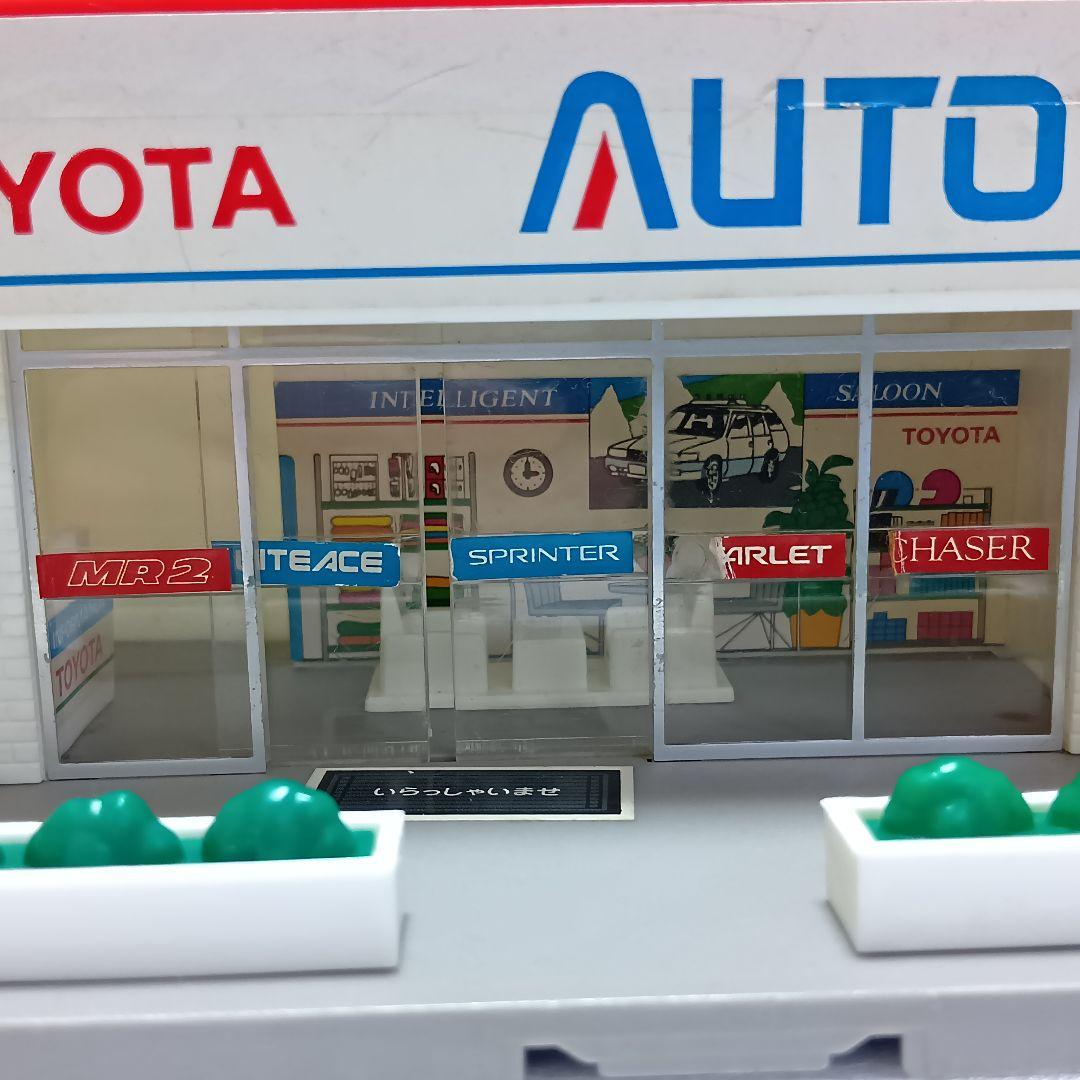 YOTA AUTO
INTELLIGENT SALOON
TOYOTA
MR2 ITEACE SPRINTER ARLET CHASER
TOYOTA
いらっしゃいませ